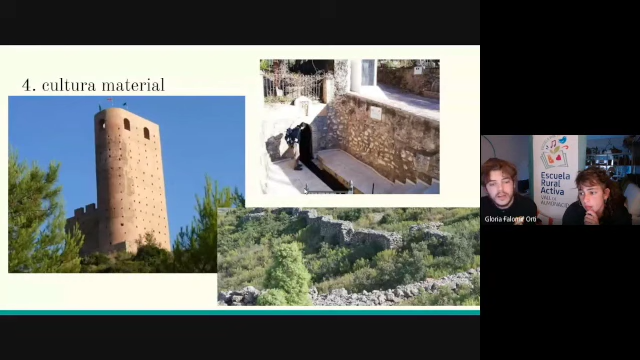 4. cultura material
Escuela
Rural
Activa
Gloria Falomir Orti